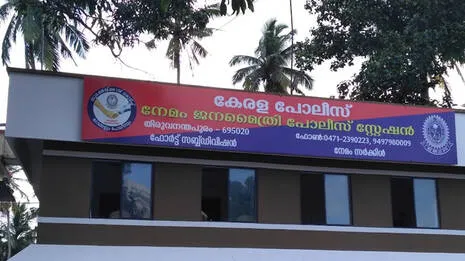 കേരള പോലീസ്
നേമം ജനമൈത്രി പോലീസ് സ്റ്റേഷൻ
തിരുവനന്തപുരം – 695020 ഫോൺ:0471-2390223, 9497980009
ഫോർട്ട് സബ്ബ്ഡിവിഷൻ നേമം സർക്കിൾ